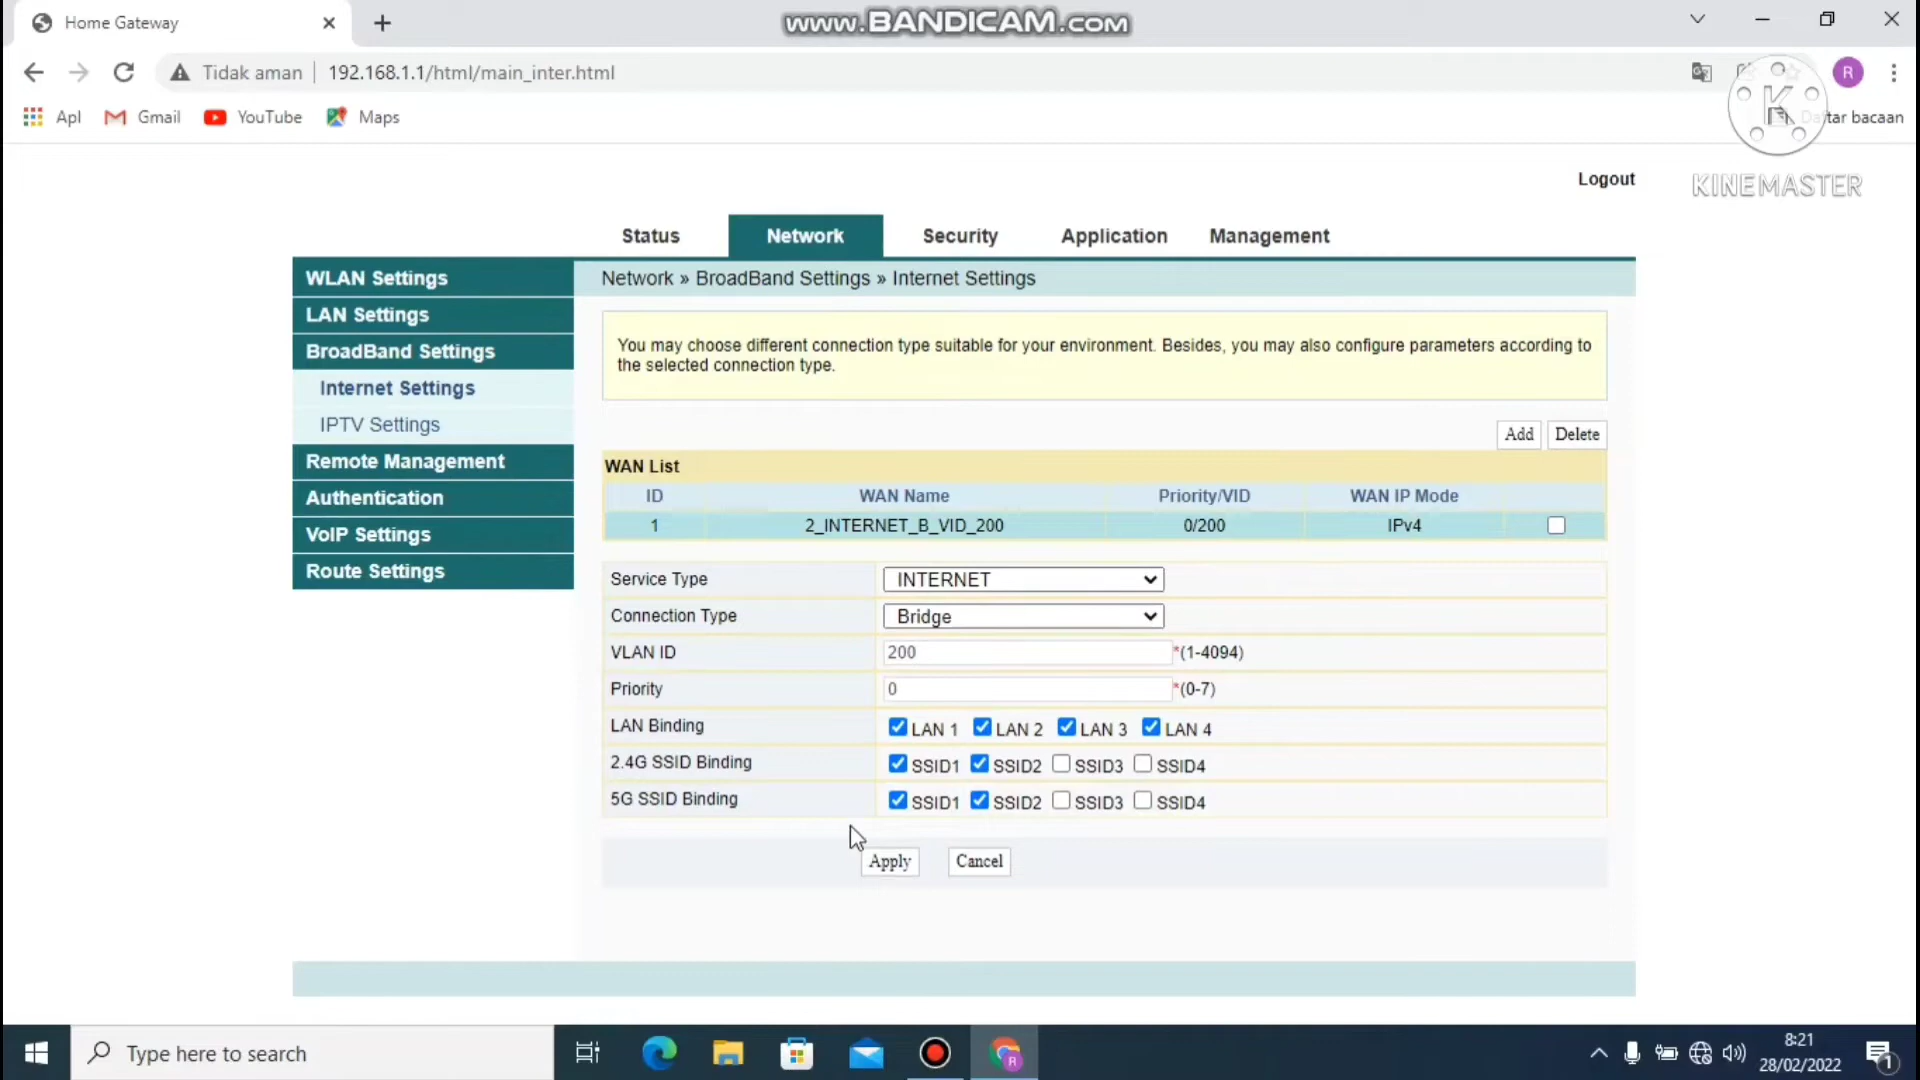 Home Gateway
www.BANDICAM.com
Tidak aman
192.168.1.1/html/main_inter.html
R
Apl
Gmail
YouTube
Maps
tar bacaan
KINEMASTER
Logout
Status
Network
Security
Application
Management
WLAN Settings
LAN Settings
BroadBand Settings
Internet Settings
IPTV Settings
Remote Management
Authentication
VoIP Settings
Route Settings
Network » BroadBand Settings » Internet Settings
You may choose different connection type suitable for your environment. Besides, you may also configure parameters according to
the selected connection type.
Add Delete
WAN List
ID WAN Name Priority/VID WAN IP Mode
1 2_INTERNET_B_VID_200 0/200 IPv4
Service Type INTERNET
Connection Type Bridge
VLAN ID 200 *(1-4094)
Priority 0 *(0-7)
LAN Binding LAN 1 LAN 2 LAN 3 LAN 4
2.4G SSID Binding SSID1 SSID2 SSID3 SSID4
5G SSID Binding SSID1 SSID2 SSID3 SSID4
Apply Cancel
Type here to search
R
8:21
28/02/2022
1